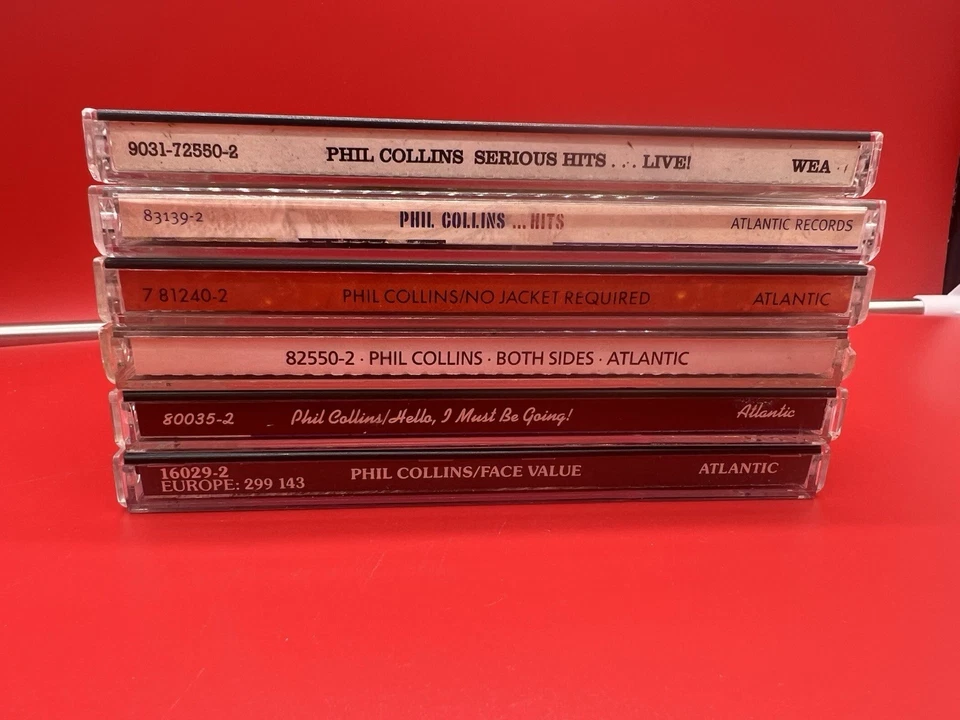 9031-72550-2 PHIL COLLINS SERIOUS HITS . . . LIVE! WEA
83139-2 PHIL COLLINS ...HITS ATLANTIC RECORDS
7 81240-2 PHIL COLLINS/NO JACKET REQUIRED ATLANTIC
82550-2 · PHIL COLLINS · BOTH SIDES · ATLANTIC
80035-2 Phil Collins/Hello, I Must Be Going! Atlantic
16029-2 PHIL COLLINS/FACE VALUE ATLANTIC
EUROPE: 299 143